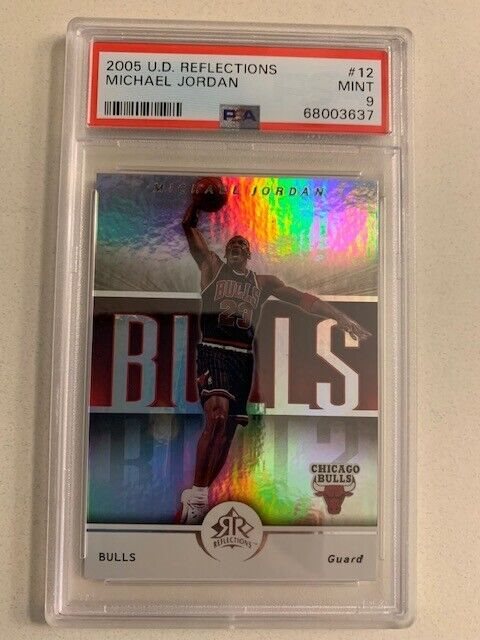 2005 U.D. REFLECTIONS #12
MICHAEL JORDAN MINT
9
PSA 68003637
MICHAEL JORDAN
BULLS
23
BULLS
CHICAGO
BULLS
RR
REFLECTIONS
BULLS Guard